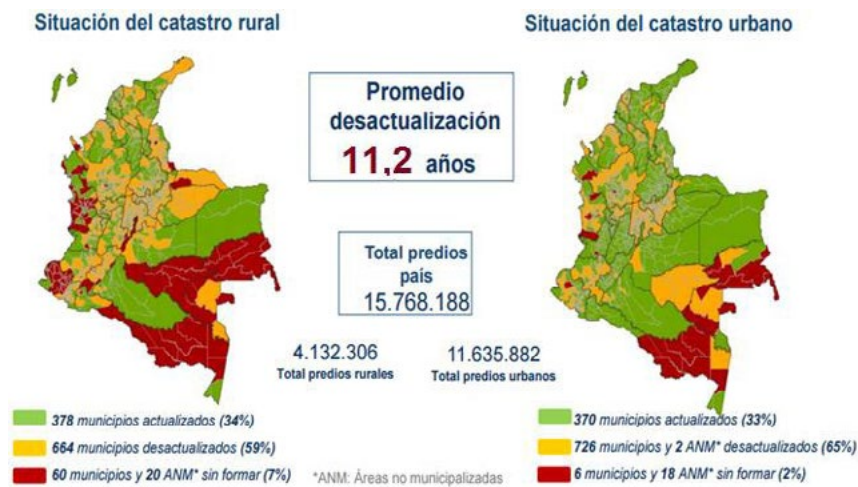 Situación del catastro rural
Situación del catastro urbano
Promedio
desactualización
11,2 años
Total predios
país
15.768.188
4.132.306
Total predios rurales
11.635.882
Total predios urbanos
378 municipios actualizados (34%)
664 municipios desactualizados (59%)
60 municipios y 20 ANM* sin formar (7%)
*ANM: Áreas no municipalizadas
370 municipios actualizados (33%)
726 municipios y 2 ANM* desactualizados (65%)
6 municipios y 18 ANM* sin formar (2%)